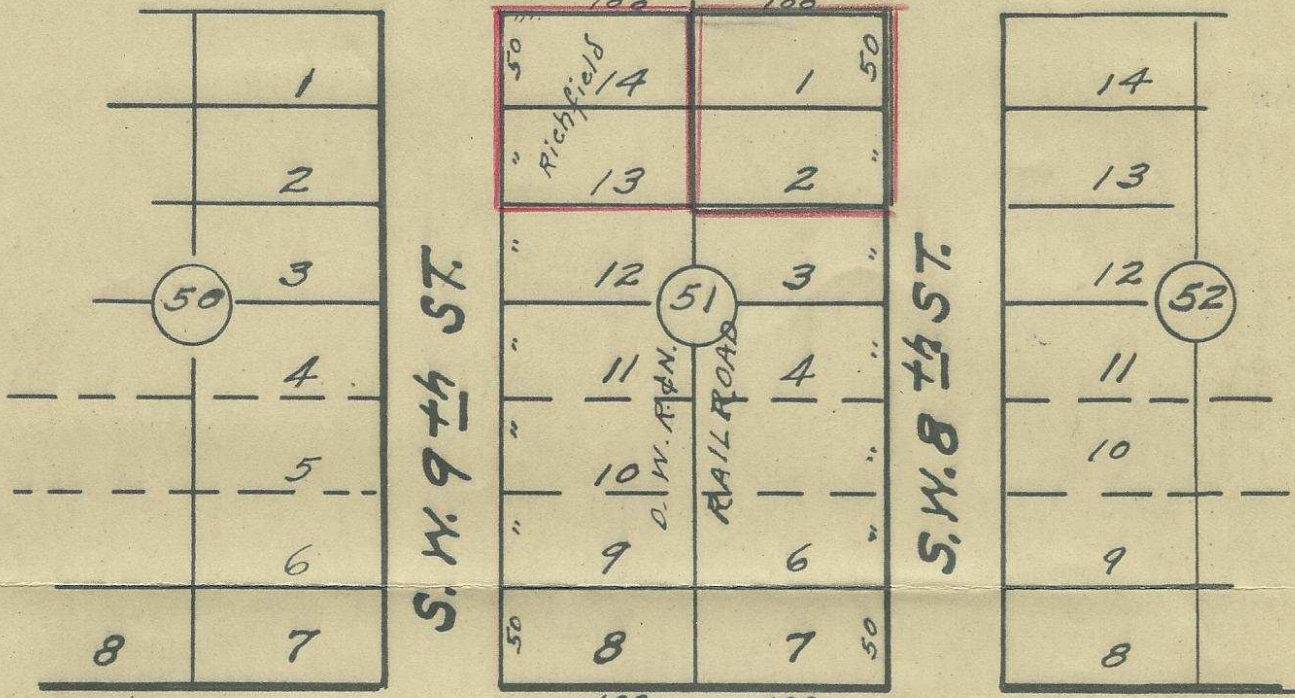 100 100
1
2
3
50
4
5
6
8 7
S.W. 9th ST.
50 14 1 50
Richfield
" 13 2 "
" 12 3 "
51
" 11 4 "
O.W.R.&N.
RAILROAD
" 10 "
" 9 6 "
50 8 7 50
100 100
S.W. 8th ST.
14
13
12
52
11
10
9
8